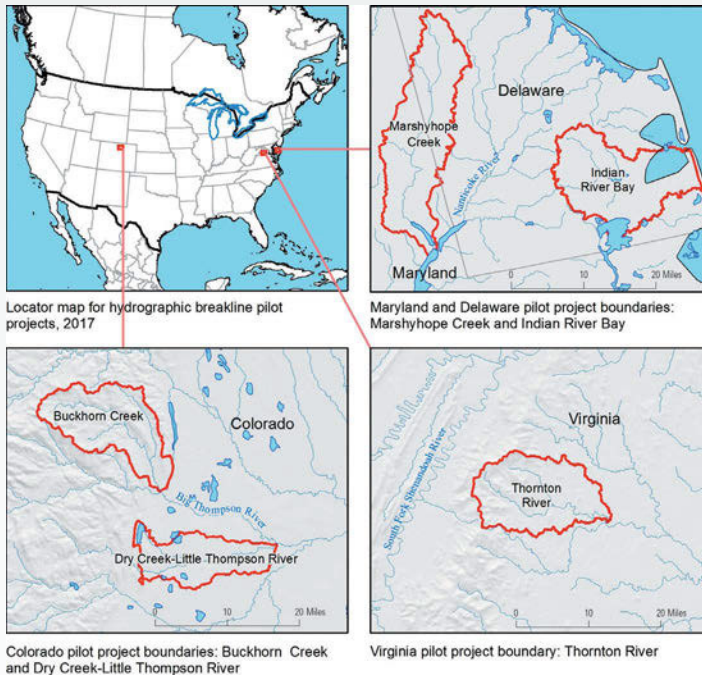 Locator map for hydrographic breakline pilot
projects, 2017
Delaware
Marshyhope
Creek
Nanticoke River
Indian
River Bay
Maryland
0 10 20 Miles
Maryland and Delaware pilot project boundaries:
Marshyhope Creek and Indian River Bay
Buckhorn Creek
Colorado
Big Thompson River
Dry Creek-Little Thompson River
0 10 20 Miles
Colorado pilot project boundaries: Buckhorn Creek
and Dry Creek-Little Thompson River
Virginia
South Fork Shenandoah River
Thornton
River
0 10 20 Miles
Virginia pilot project boundary: Thornton River